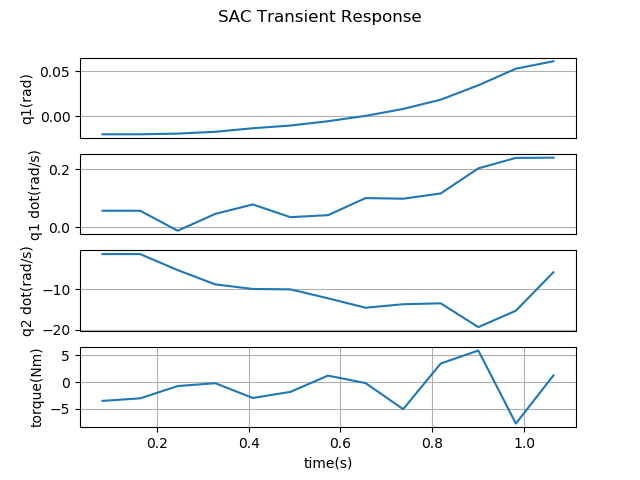 SAC Transient Response
q1(rad)
0.05
0.00
q1 dot(rad/s)
0.2
0.0
q2 dot(rad/s)
−10
−20
torque(Nm)
5
0
−5
0.2 0.4 0.6 0.8 1.0
time(s)